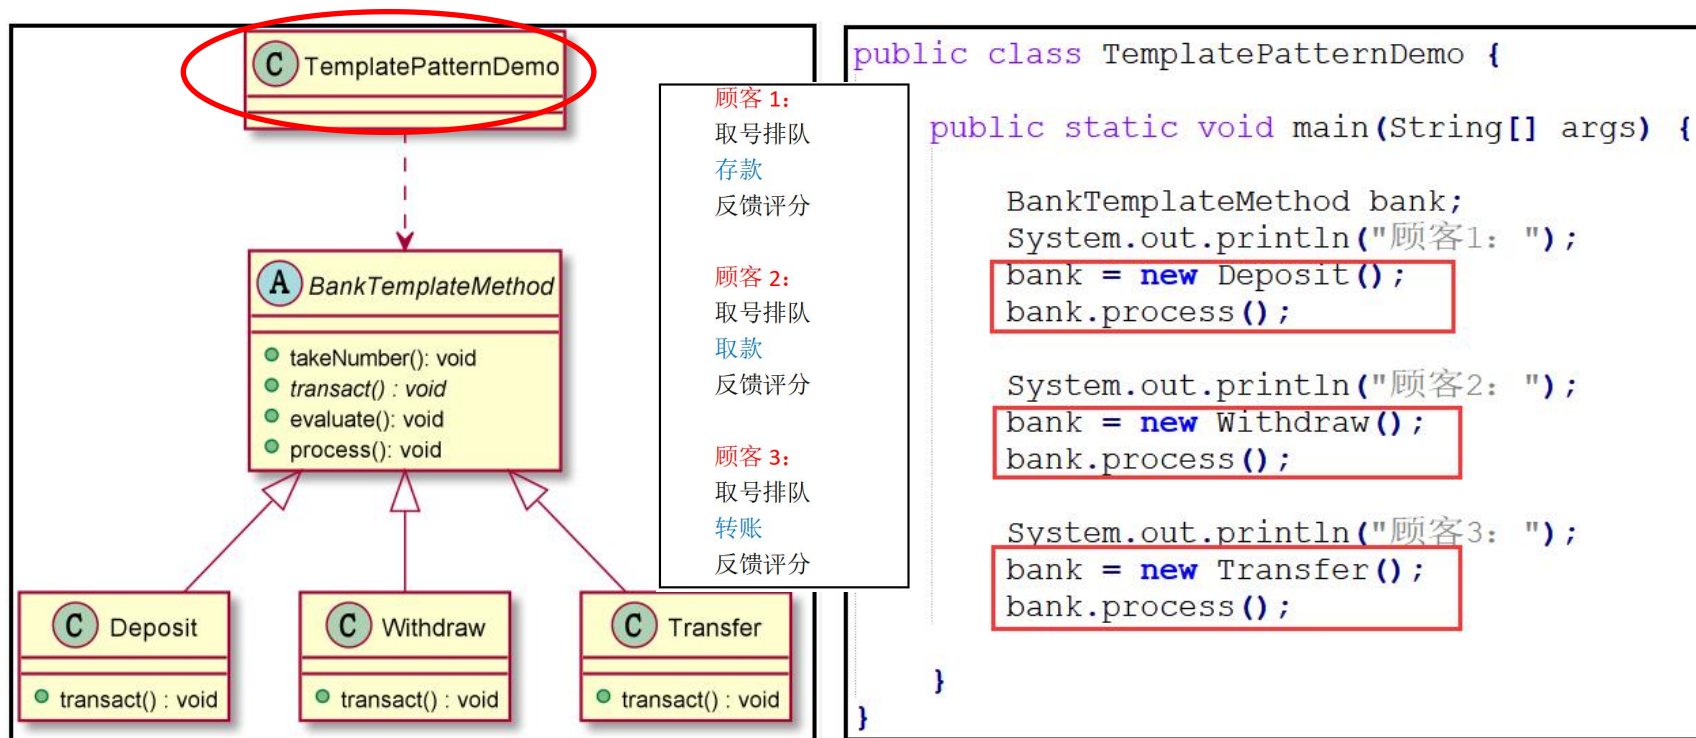 C TemplatePatternDemo
A BankTemplateMethod
takeNumber(): void
transact() : void
evaluate(): void
process(): void
C Deposit
transact() : void
C Withdraw
transact() : void
C Transfer
transact() : void
顾客 1：
取号排队
存款
反馈评分
顾客 2：
取号排队
取款
反馈评分
顾客 3：
取号排队
转账
反馈评分
public class TemplatePatternDemo {
public static void main(String[] args) {
BankTemplateMethod bank;
System.out.println("顾客1： ");
bank = new Deposit();
bank.process();
System.out.println("顾客2： ");
bank = new Withdraw();
bank.process();
System.out.println("顾客3： ");
bank = new Transfer();
bank.process();
}
}